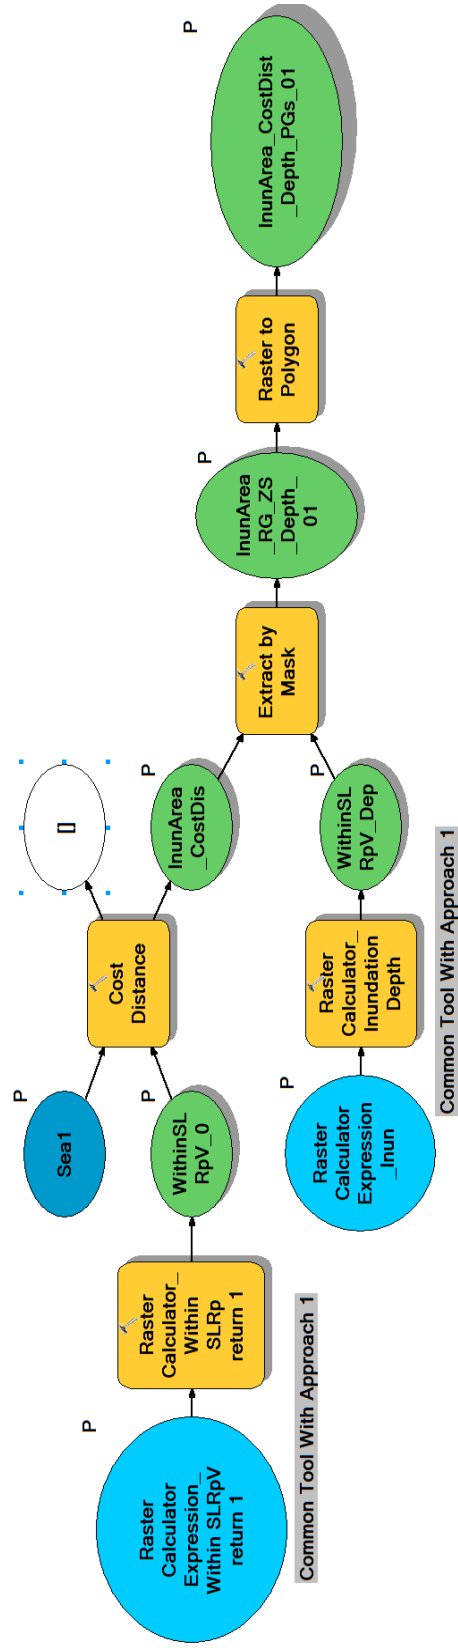 Raster
Calculator
Expression_
Within SLRpV
return 1
P
Raster
Calculator_
Within
SLRp
return 1
Common Tool With Approach 1
Sea1
P
WithinSL
RpV_0
P
Cost
Distance
[]
InunArea
_CostDis
P
Raster
Calculator
Expression
_Inun
P
Raster
Calculator_
Inundation
Depth
WithinSL
RpV_Dep
P
Common Tool With Approach 1
Extract by
Mask
InunArea
_RG_ZS
_Depth_
01
P
Raster to
Polygon
InunArea_CostDist
_Depth_PGs_01
P